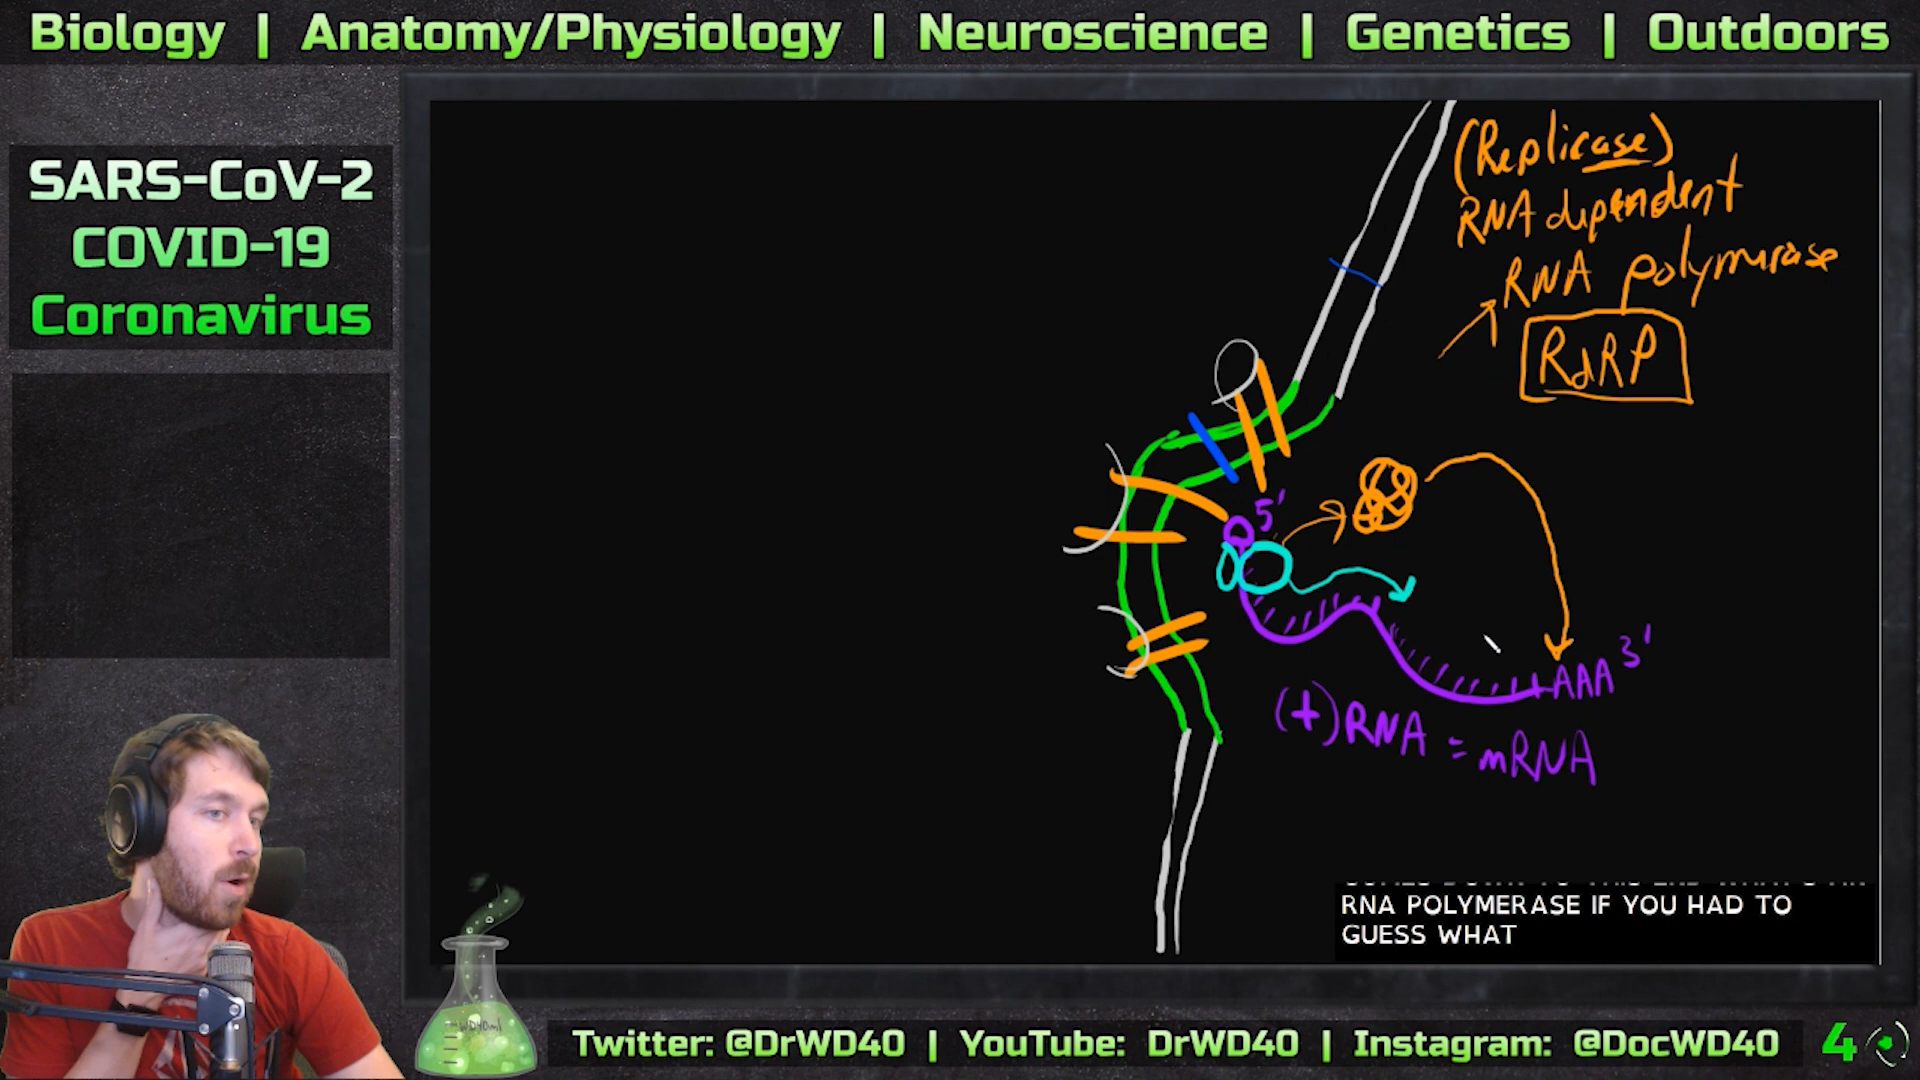 Biology | Anatomy/Physiology | Neuroscience | Genetics | Outdoors
SARS-CoV-2
COVID-19
Coronavirus
(Replicase)
RNA dependent
RNA polymerase
RdRP
5'
AAA 3'
(+) RNA = mRNA
RNA POLYMERASE IF YOU HAD TO
GUESS WHAT
Twitter: @DrWD40 | YouTube: DrWD40 | Instagram: @DocWD40
4